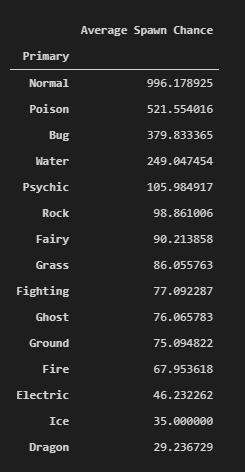 Average Spawn Chance
Primary
Normal 996.178925
Poison 521.554016
Bug 379.833365
Water 249.047454
Psychic 105.984917
Rock 98.861006
Fairy 90.213858
Grass 86.055763
Fighting 77.092287
Ghost 76.065783
Ground 75.094822
Fire 67.953618
Electric 46.232262
Ice 35.000000
Dragon 29.236729